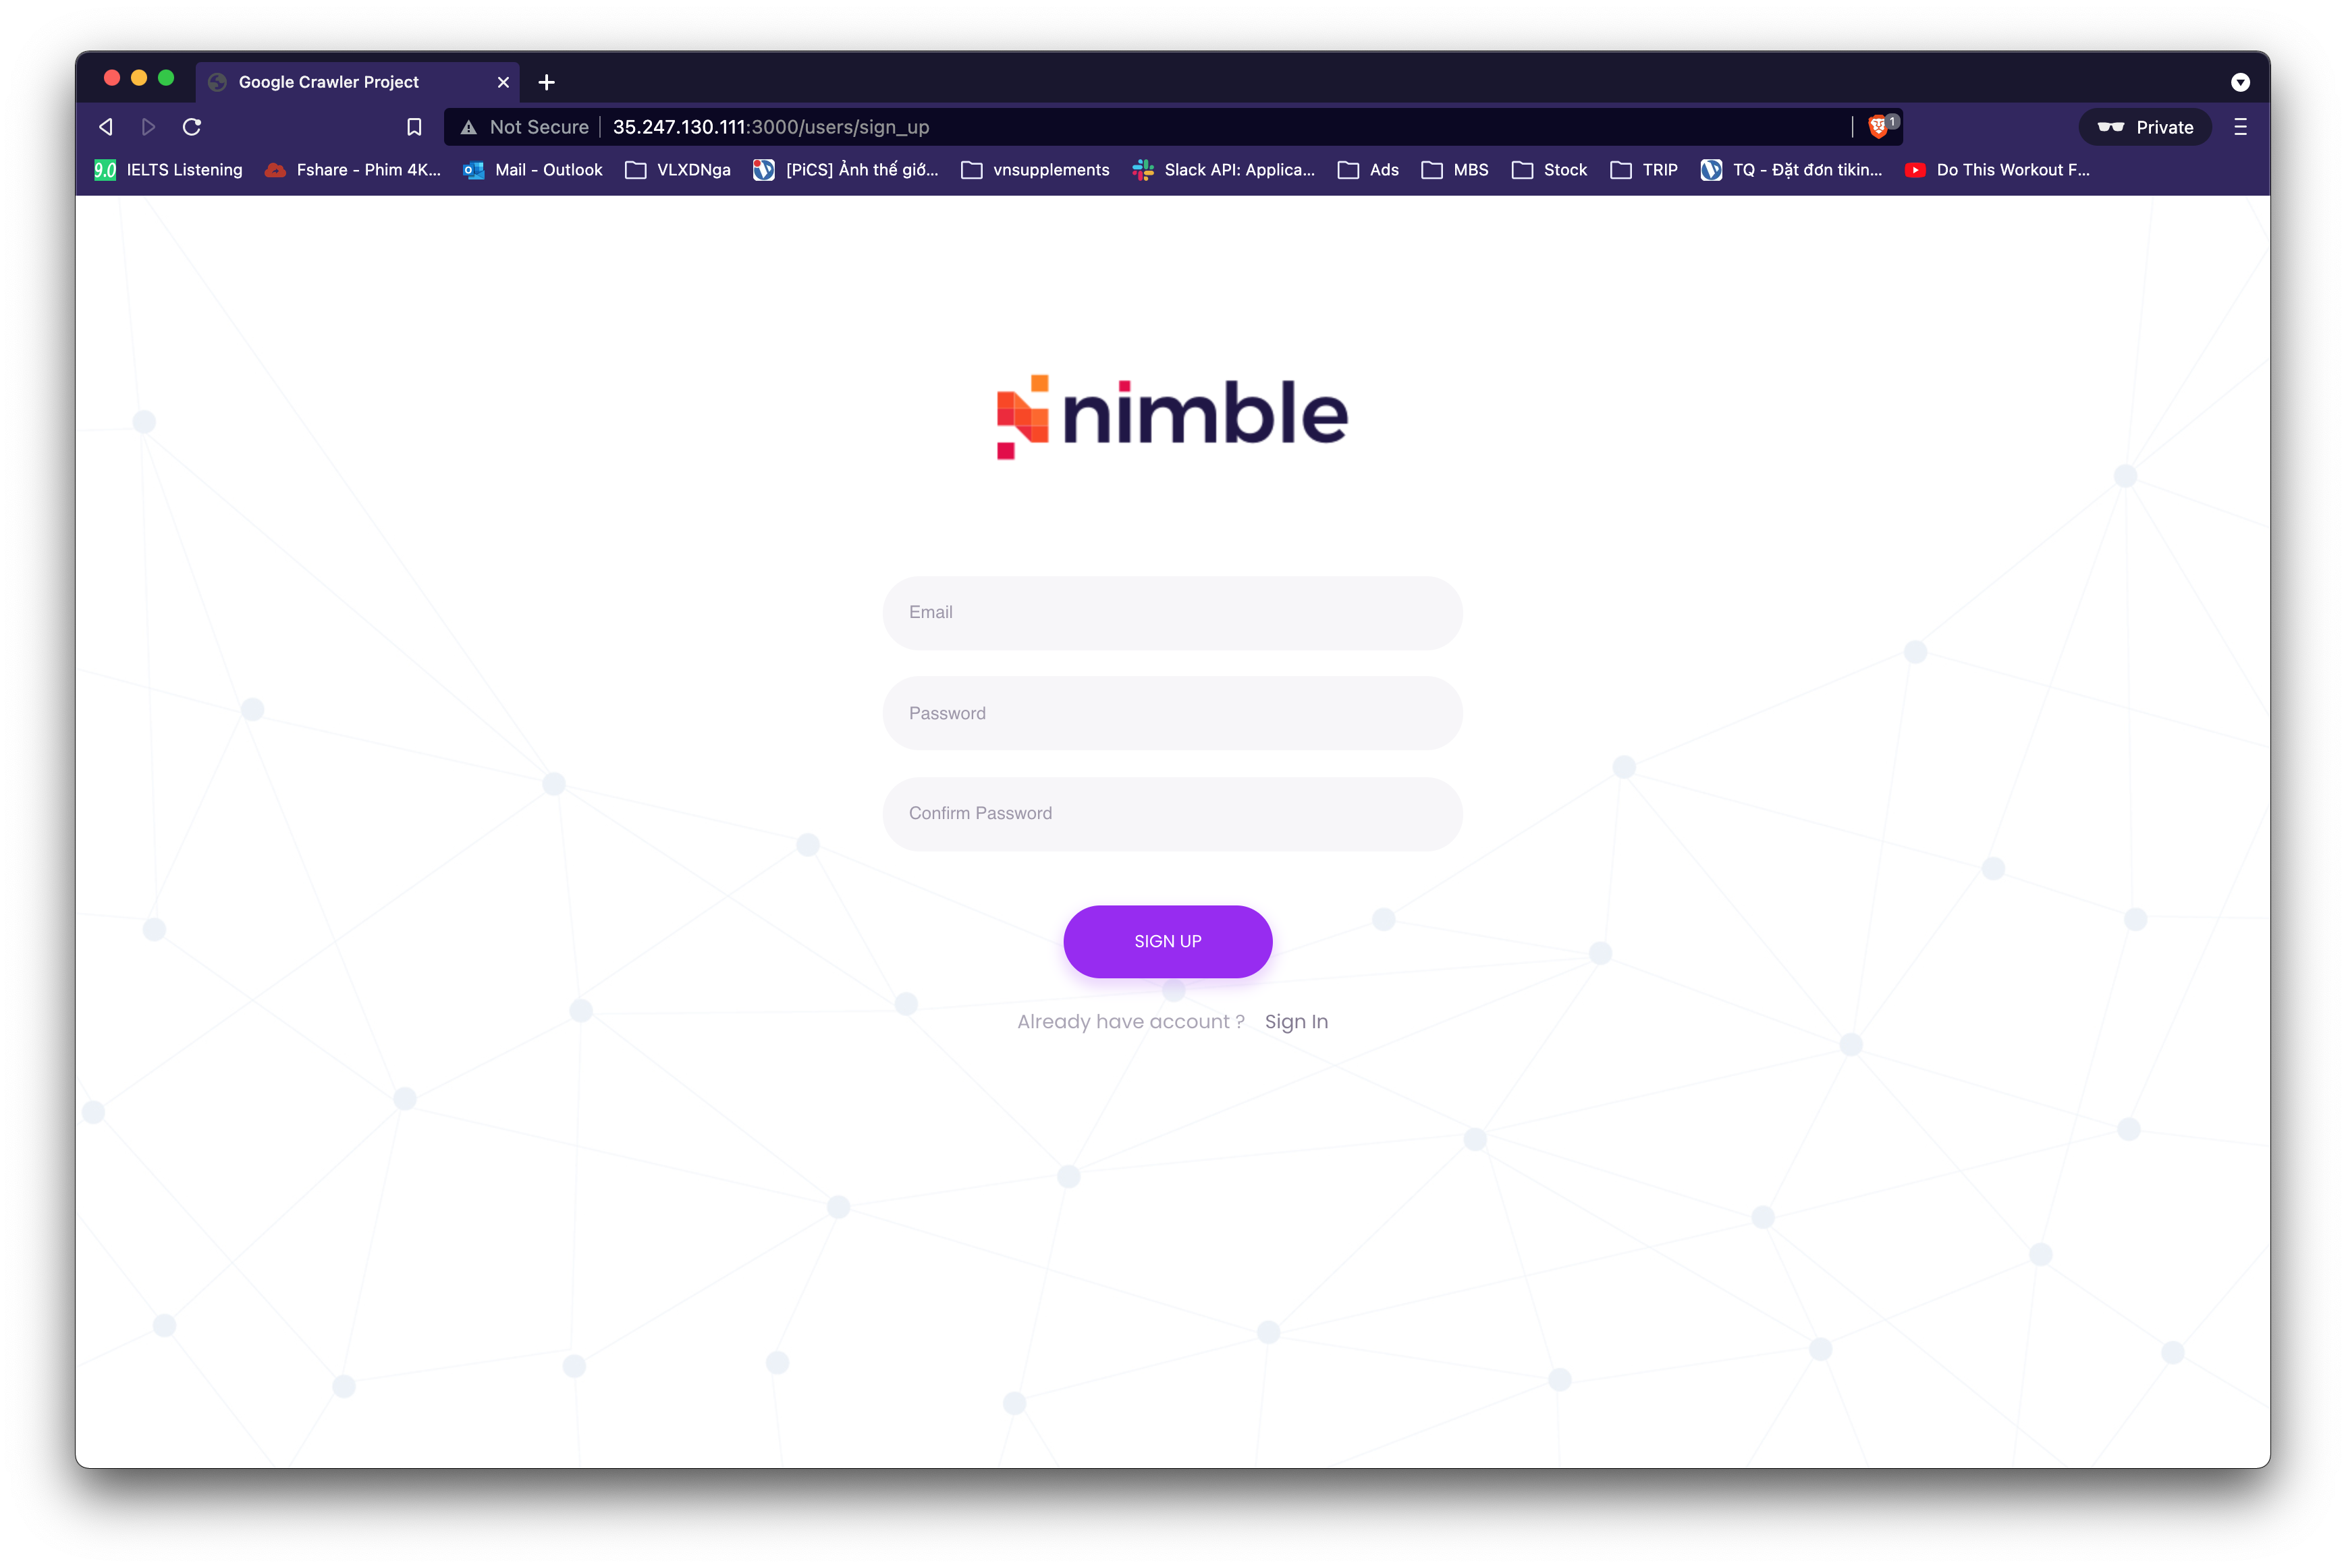 Google Crawler Project
Not Secure 35.247.130.111:3000/users/sign_up 1 Private
9.0 IELTS Listening Fshare - Phim 4K... Mail - Outlook VLXDNga [PiCS] Ảnh thế giớ... vnsupplements Slack API: Applica... Ads MBS Stock TRIP TQ - Đặt đơn tikin... Do This Workout F...
nimble
Email
Password
Confirm Password
SIGN UP
Already have account ? Sign In